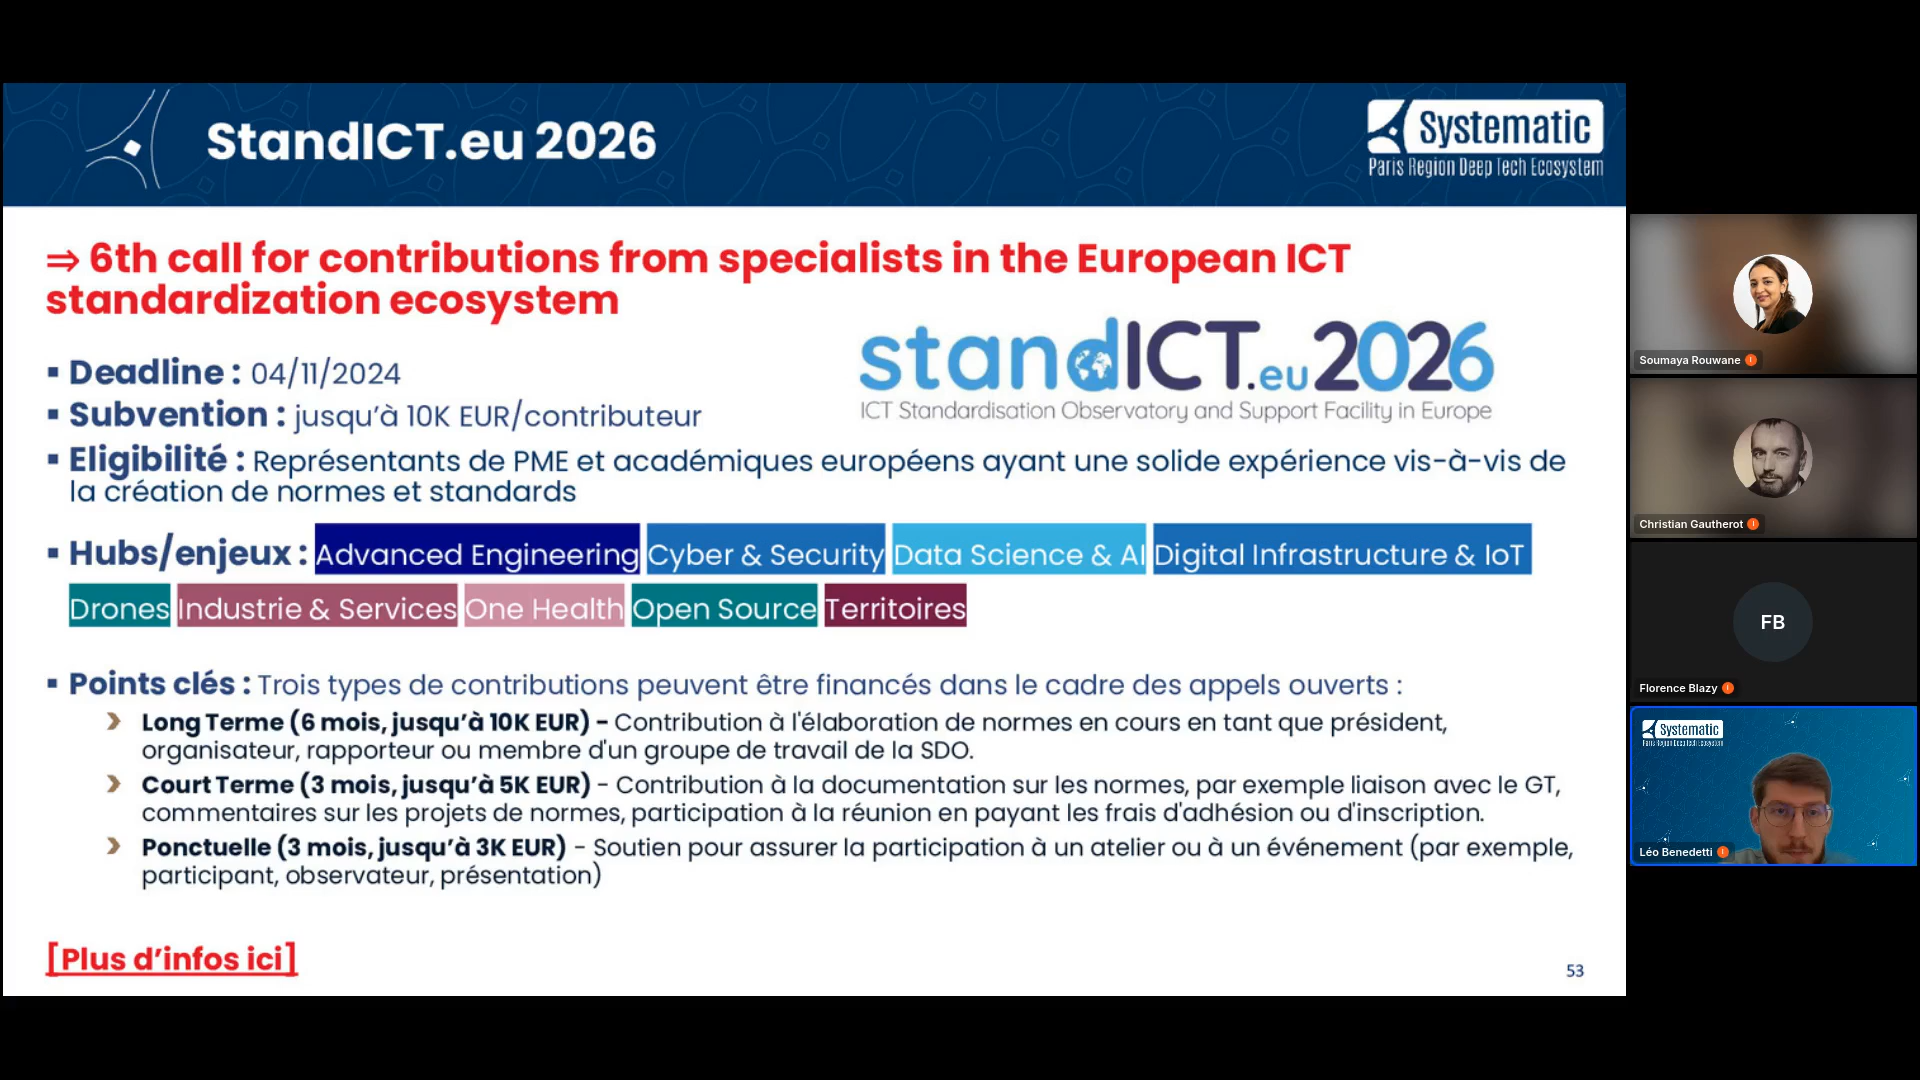 StandICT.eu 2026
Systematic
Paris Region Deep Tech Ecosystem
⇒ 6th call for contributions from specialists in the European ICT
standardization ecosystem
standICT.eu2026
ICT Standardisation Observatory and Support Facility in Europe
▪ Deadline : 04/11/2024
▪ Subvention : jusqu’à 10K EUR/contributeur
▪ Eligibilité : Représentants de PME et académiques européens ayant une solide expérience vis-à-vis de
la création de normes et standards
▪ Hubs/enjeux : Advanced Engineering Cyber & Security Data Science & AI Digital Infrastructure & IoT
Drones Industrie & Services One Health Open Source Territoires
▪ Points clés : Trois types de contributions peuvent être financés dans le cadre des appels ouverts :
› Long Terme (6 mois, jusqu’à 10K EUR) – Contribution à l'élaboration de normes en cours en tant que président,
organisateur, rapporteur ou membre d'un groupe de travail de la SDO.
› Court Terme (3 mois, jusqu’à 5K EUR) - Contribution à la documentation sur les normes, par exemple liaison avec le GT,
commentaires sur les projets de normes, participation à la réunion en payant les frais d'adhésion ou d'inscription.
› Ponctuelle (3 mois, jusqu’à 3K EUR) - Soutien pour assurer la participation à un atelier ou à un événement (par exemple,
participant, observateur, présentation)
[Plus d’infos ici]
53
Soumaya Rouwane
Christian Gautherot
FB
Florence Blazy
Systematic
Paris Region Deep Tech Ecosystem
Léo Benedetti